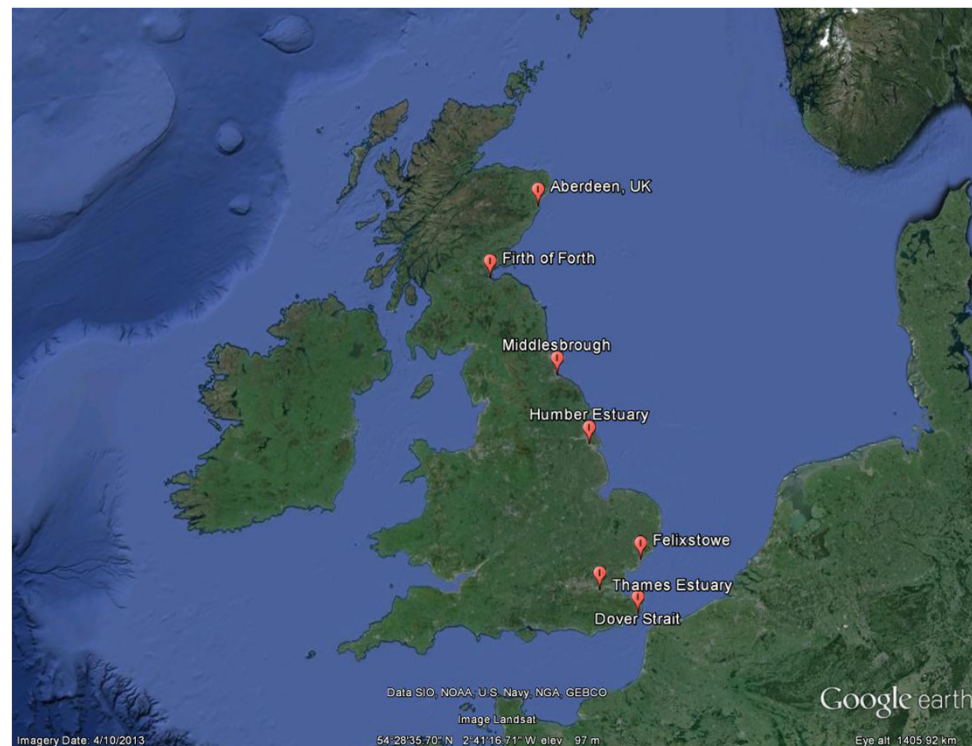 Aberdeen, UK
Firth of Forth
Middlesbrough
Humber Estuary
Felixstowe
Thames Estuary
Dover Strait
Data SIO, NOAA, U.S. Navy, NGA, GEBCO
Image Landsat
Google earth
Imagery Date: 4/10/2013
54°28'35.70" N 2°41'16.71" W elev 97 m
Eye alt 1405.92 km